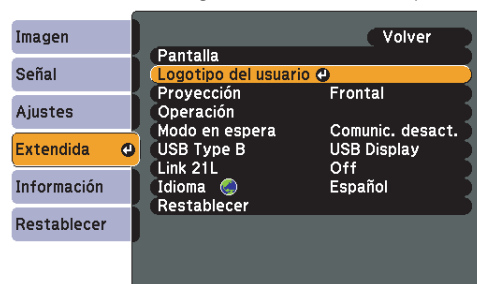 Imagen
Señal
Ajustes
Extendida
Información
Restablecer
Volver
Pantalla
Logotipo del usuario
Proyección Frontal
Operación
Modo en espera Comunic. desact.
USB Type B USB Display
Link 21L Off
Idioma Español
Restablecer